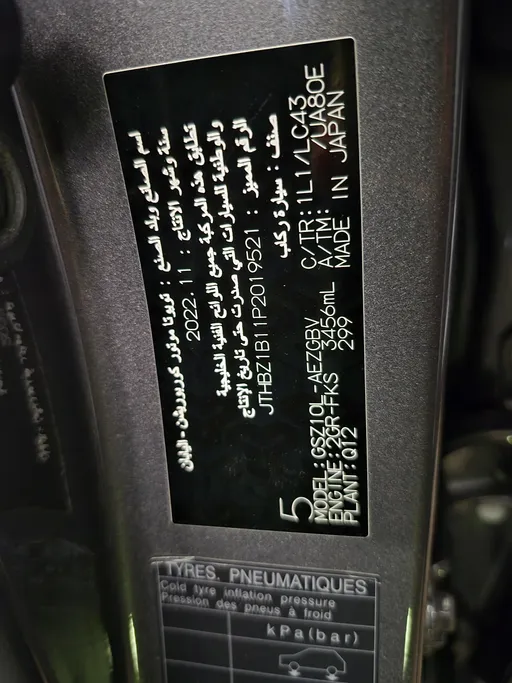 اسم الصانع وبلد الصنع : تويوتا موتور كوربوريشن - اليابان
سنة وشهر الإنتاج : 2022.11
تطابق هذه المركبة جميع اللوائح الفنية الخليجية
والوطنية للسيارات التي صدرت حتى تاريخ الإنتاج
الرقم المميز : JTHBZ1B11P2019521
صنف : سيارة ركاب
5
MODEL:GSZ10L-AEZGBV C/TR:1L1/LC43
ENGINE:2GR-FKS 3456mL A/TM: /UA80E
PLANT:Q12 299 MADE IN JAPAN
TYRES. PNEUMATIQUES
Cold tyre inflation pressure
Pression des pneus à froid
kPa(bar)